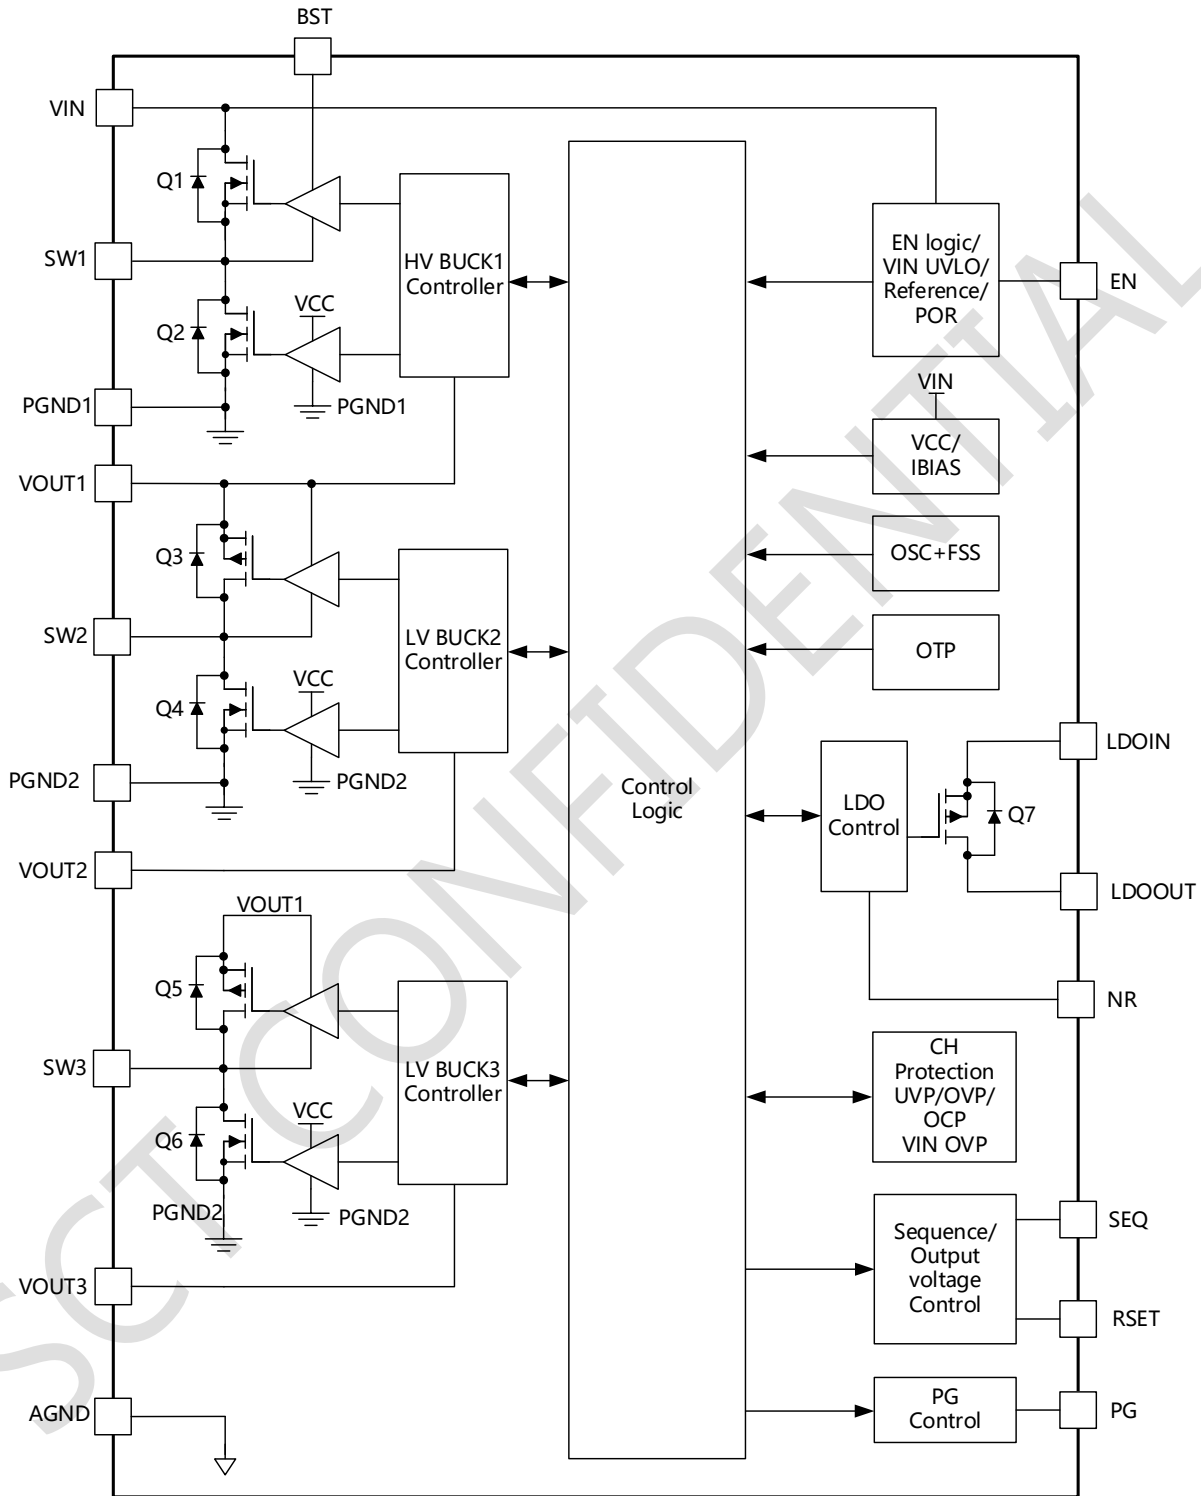 BST
VIN
Q1
SW1
HV BUCK1
Controller
EN logic/
VIN UVLO/
Reference/
POR
EN
VCC
Q2
PGND1
PGND1
VIN
VCC/
IBIAS
VOUT1
OSC+FSS
Q3
SW2
LV BUCK2
Controller
OTP
VCC
Q4
PGND2
PGND2
Control
Logic
LDOIN
LDO
Control
Q7
VOUT2
LDOOUT
VOUT1
Q5
NR
SW3
LV BUCK3
Controller
CH
Protection
UVP/OVP/
OCP
VIN OVP
VCC
Q6
PGND2
PGND2
Sequence/
Output
voltage
Control
SEQ
VOUT3
RSET
AGND
PG
Control
PG
SCT CONFIDENTIAL